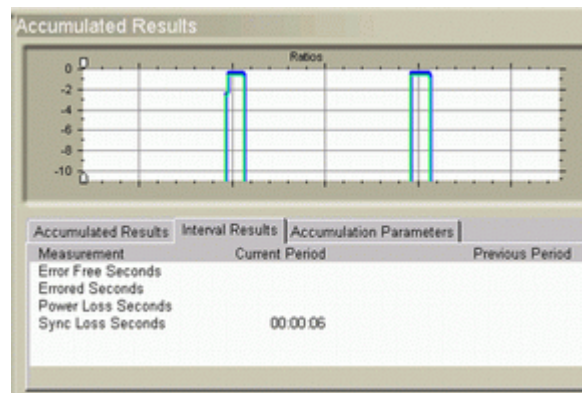 Accumulated Results
Ratios
0
-2
-4
-6
-8
-10
Accumulated Results Interval Results Accumulation Parameters
Measurement Current Period Previous Period
Error Free Seconds
Errored Seconds
Power Loss Seconds
Sync Loss Seconds 00:00:06